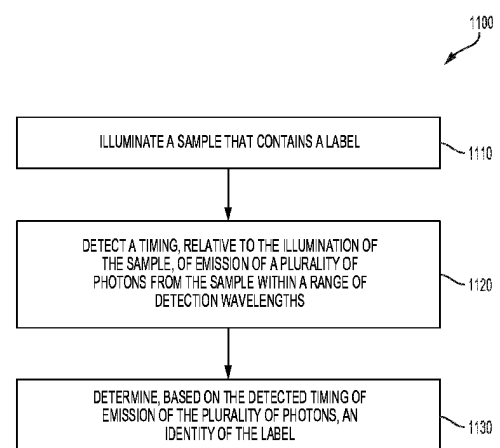 1100
ILLUMINATE A SAMPLE THAT CONTAINS A LABEL
1110
DETECT A TIMING, RELATIVE TO THE ILLUMINATION OF
THE SAMPLE, OF EMISSION OF A PLURALITY OF
PHOTONS FROM THE SAMPLE WITHIN A RANGE OF
DETECTION WAVELENGTHS
1120
DETERMINE, BASED ON THE DETECTED TIMING OF
EMISSION OF THE PLURALITY OF PHOTONS, AN
IDENTITY OF THE LABEL
1130